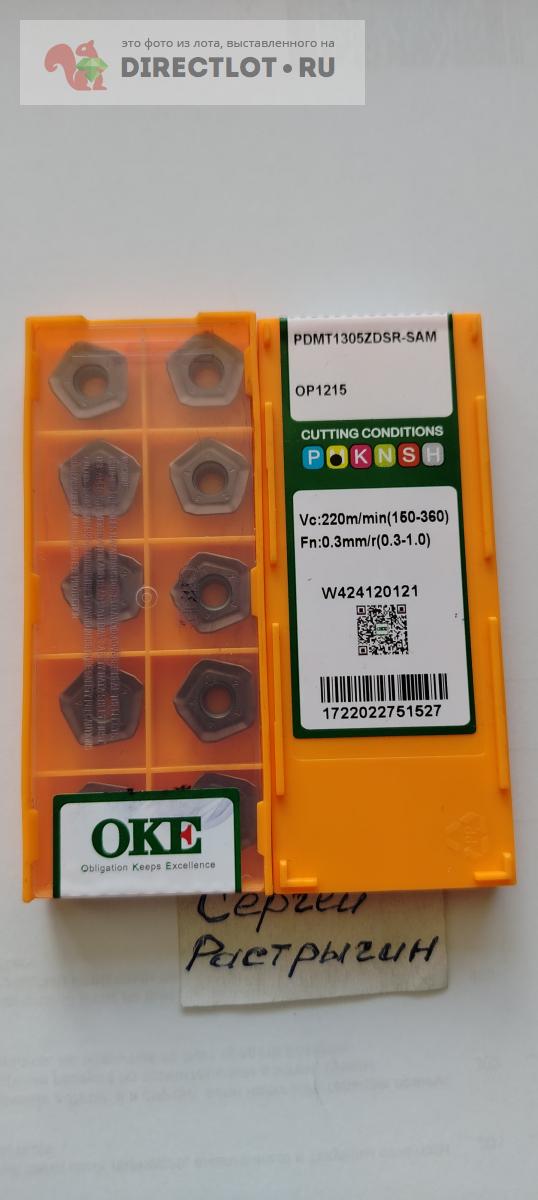 это фото из лота, выставленного на
DIRECTLOT.RU
PDMT1305ZDSR-SAM
OP1215
CUTTING CONDITIONS
P M K N S H
Vc:220m/min(150-360)
Fn:0.3mm/r(0.3-1.0)
W424120121
1722022751527
OKE
Obligation Keeps Excellence
Сергей
Растрыгин